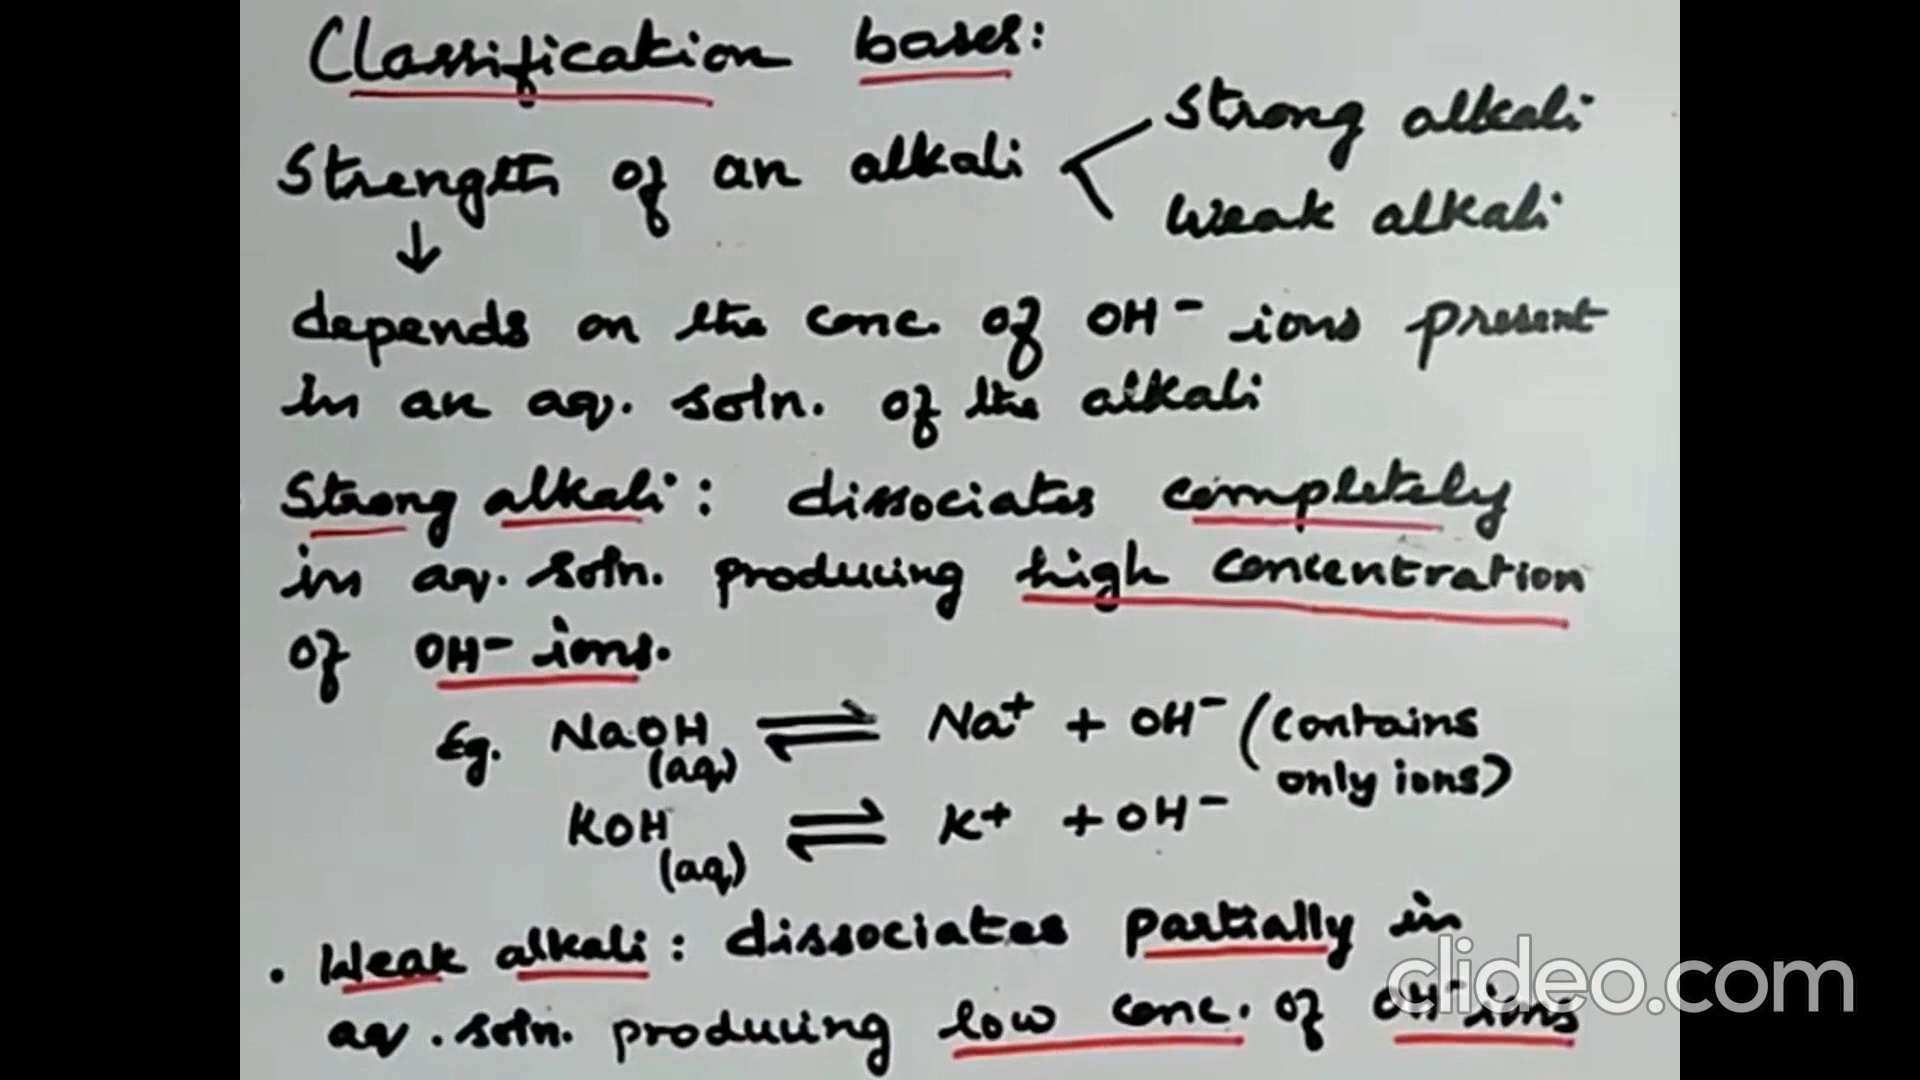 Classification bases:
Strength of an alkali < Strong alkali
Weak alkali
↓
depends on the conc. of OH⁻ ions present
in an aq. soln. of the alkali
Strong alkali: dissociates completely
in aq. soln. producing high concentration
of OH⁻ ions.
Eg. NaOH (aq) ⇌ Na⁺ + OH⁻ (contains
only ions)
KOH (aq) ⇌ K⁺ + OH⁻
. Weak alkali: dissociates partially in
aq. soln. producing low conc. of OH⁻ ions
clideo.com